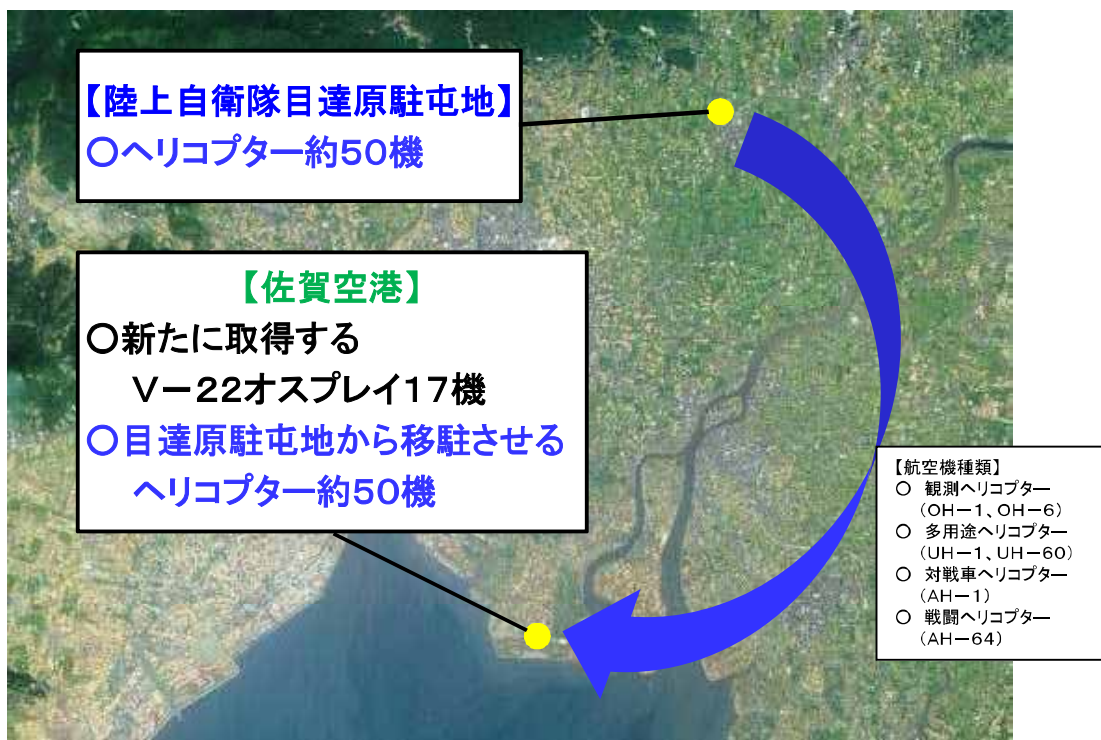 【陸上自衛隊目達原駐屯地】
○ヘリコプター約50機
【佐賀空港】
○新たに取得する
V－22オスプレイ17機
○目達原駐屯地から移駐させる
ヘリコプター約50機
【航空機種類】
○ 観測ヘリコプター
(OH－1、OH－6)
○ 多用途ヘリコプター
(UH－1、UH－60)
○ 対戦車ヘリコプター
(AH－1)
○ 戦闘ヘリコプター
(AH－64)